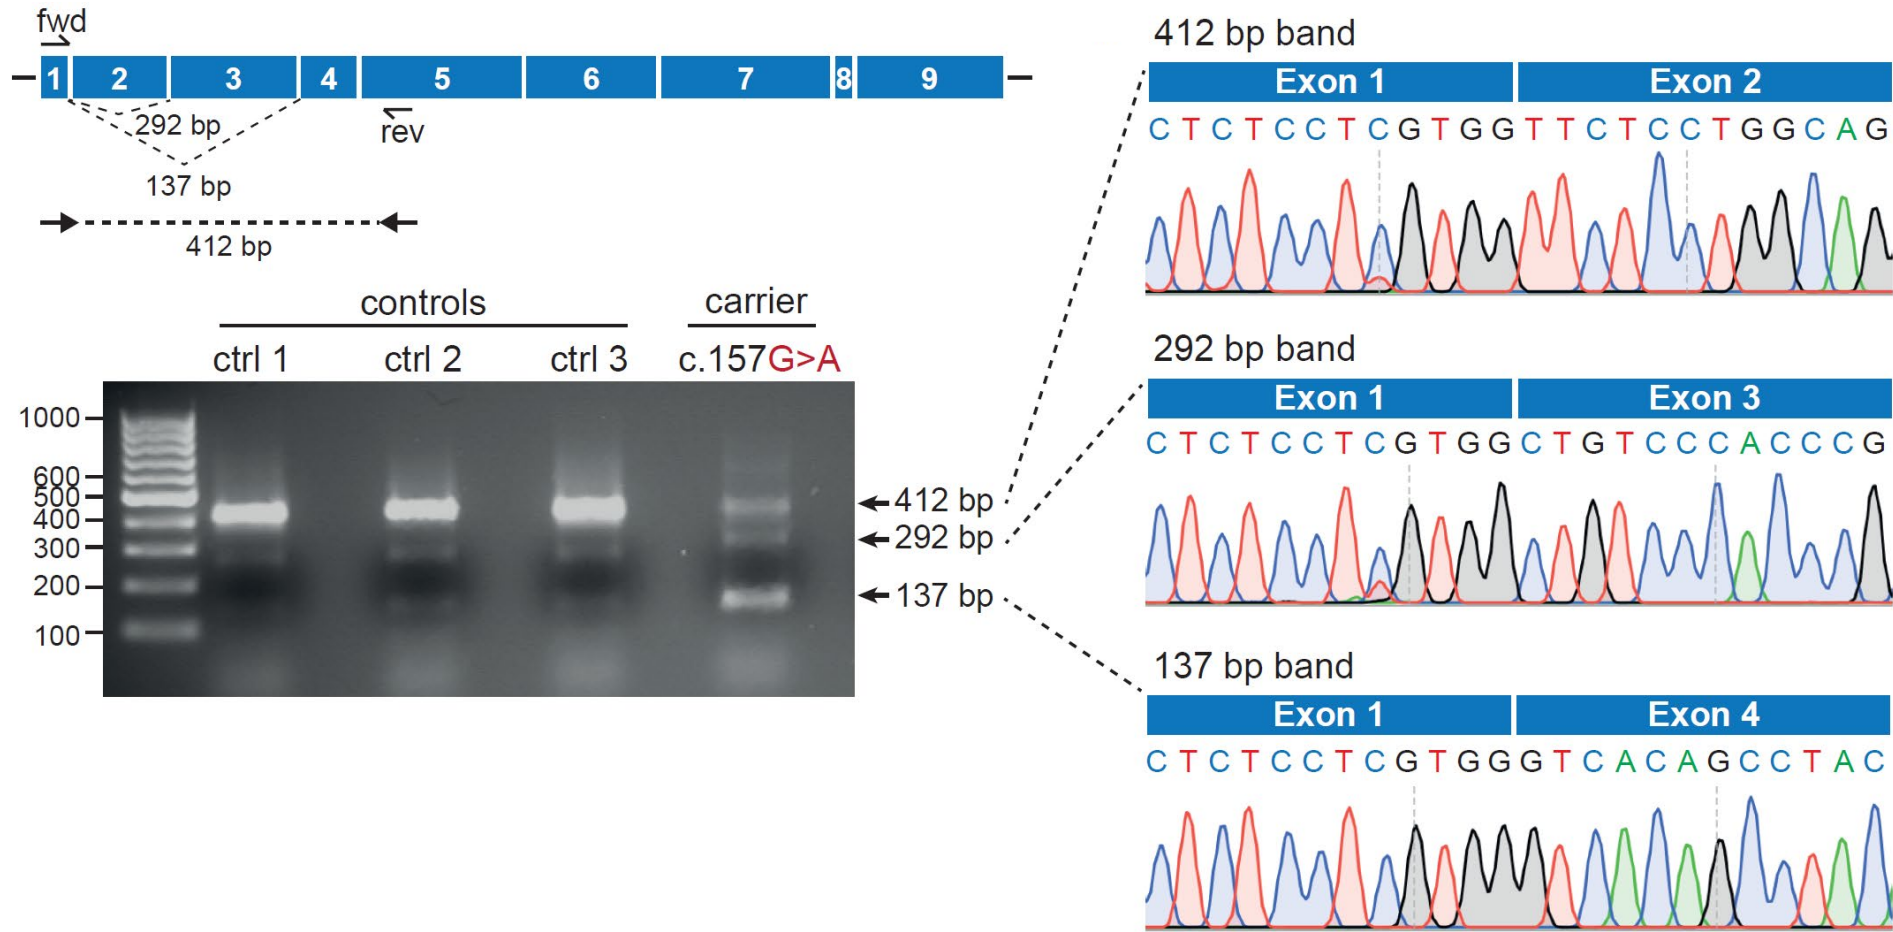 fwd
1 2 3 4 5 6 7 8 9
292 bp
rev
137 bp
412 bp
controls carrier
ctrl 1 ctrl 2 ctrl 3 c.157G>A
1000
600
500
400
300
200
100
412 bp
292 bp
137 bp
412 bp band
Exon 1 Exon 2
C T C T C C T C G T G G T T C T C C T G G C A G
292 bp band
Exon 1 Exon 3
C T C T C C T C G T G G C T G T C C C A C C C G
137 bp band
Exon 1 Exon 4
C T C T C C T C G T G G G T C A C A G C C T A C